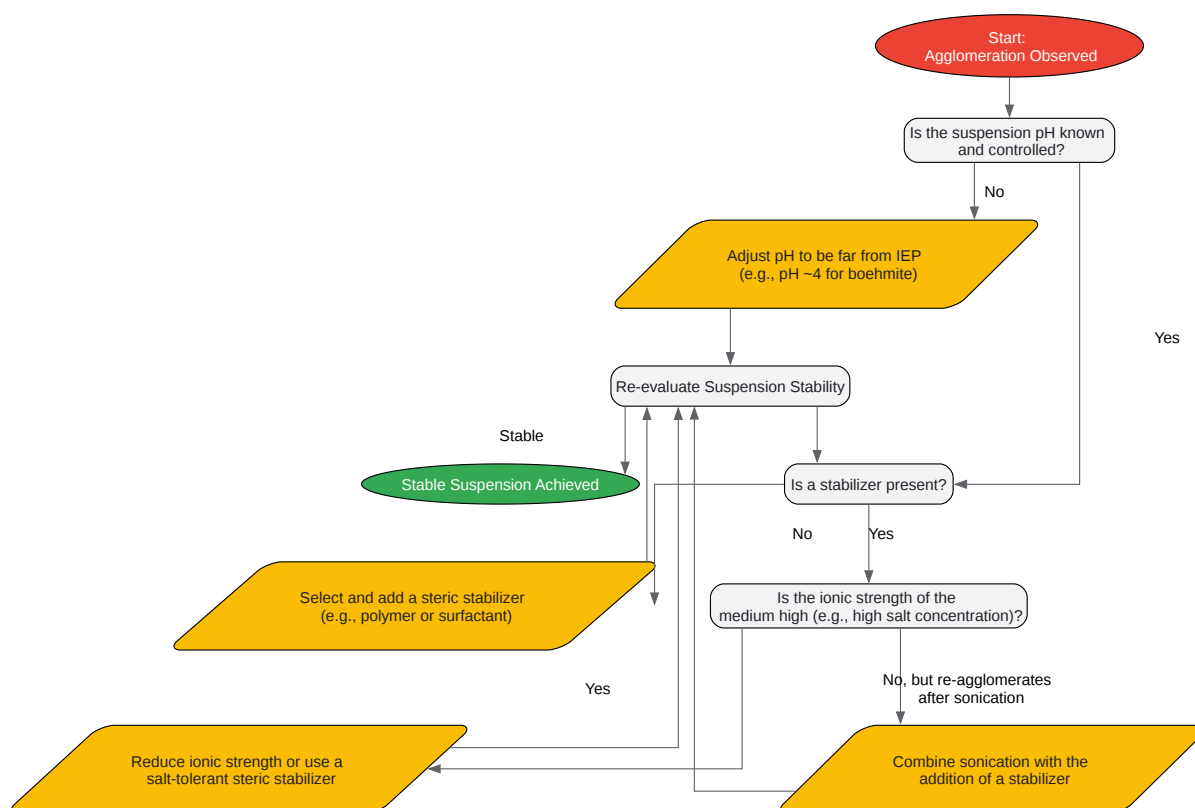 Start:
Agglomeration Observed
Is the suspension pH known
and controlled?
No
Adjust pH to be far from IEP
(e.g., pH ~4 for boehmite)
Yes
Re-evaluate Suspension Stability
Stable
Stable Suspension Achieved
Is a stabilizer present?
No
Yes
Select and add a steric stabilizer
(e.g., polymer or surfactant)
Is the ionic strength of the
medium high (e.g., high salt concentration)?
Yes
No, but re-agglomerates
after sonication
Reduce ionic strength or use a
salt-tolerant steric stabilizer
Combine sonication with the
addition of a stabilizer